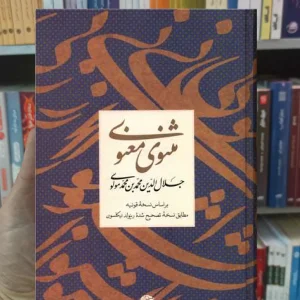 مثنوی معنوی
جلال‌الدین محمد بن محمد مولوی
بر اساس نسخهٔ قونیه
مطابق نسخهٔ تصحیح شدهٔ رینولد نیکلسون